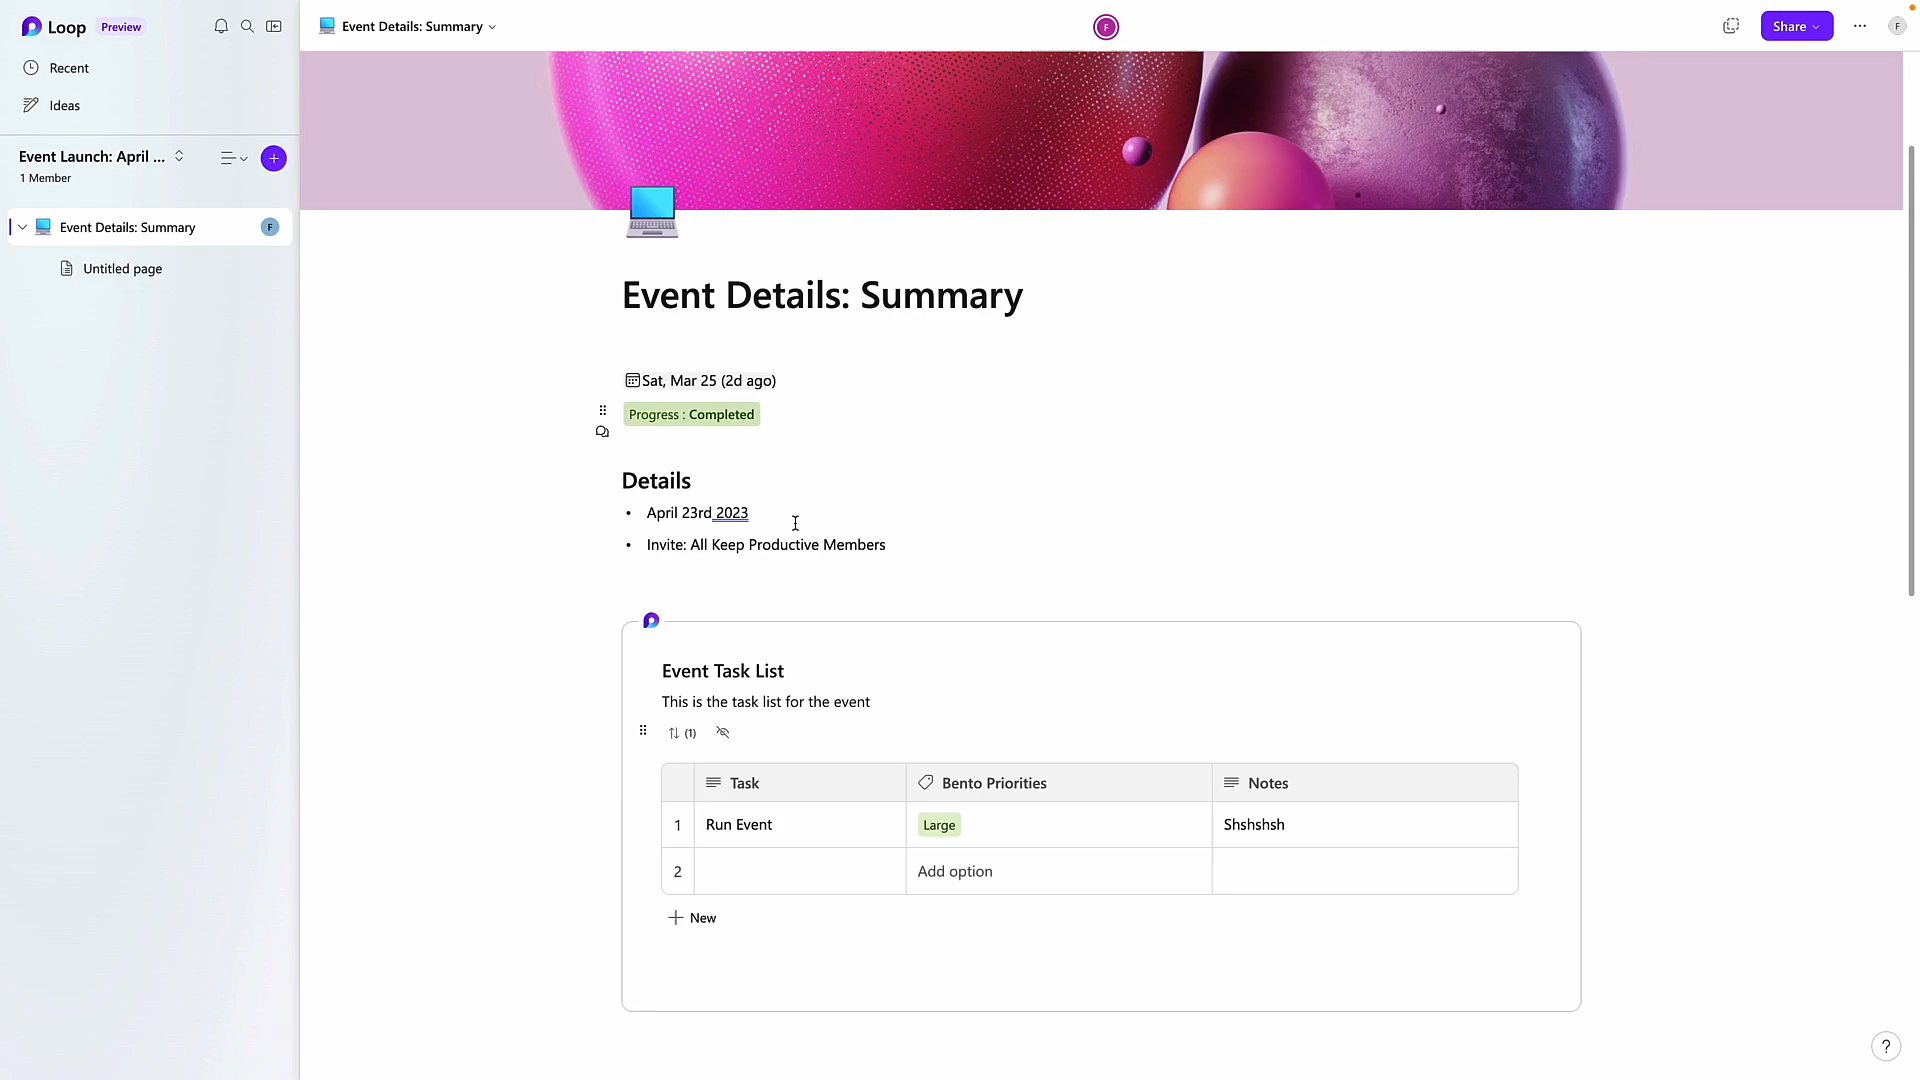 Loop Preview
Recent
Ideas
Event Launch: April ...
1 Member
Event Details: Summary F
Untitled page
Event Details: Summary
F
Share
F
Event Details: Summary
Sat, Mar 25 (2d ago)
Progress : Completed
Details
• April 23rd 2023
• Invite: All Keep Productive Members
Event Task List
This is the task list for the event
(1)
Task Bento Priorities Notes
1 Run Event Large Shshshsh
2 Add option
New
?